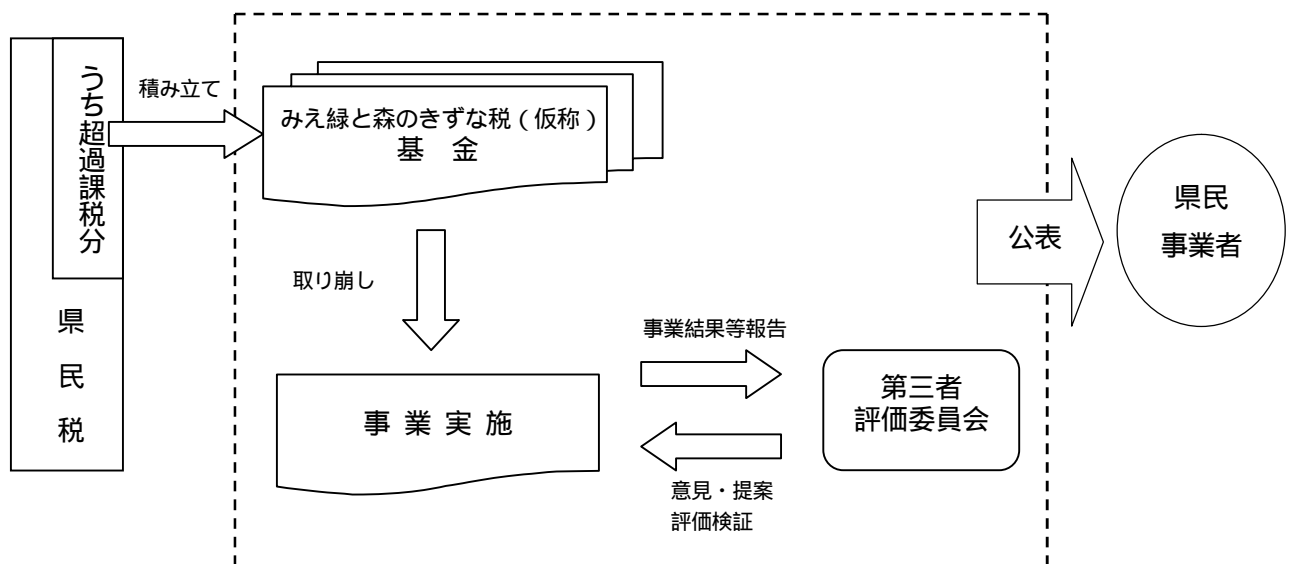 うち超過課税分
県民税
積み立て
みえ緑と森のきずな税(仮称)
基 金
取り崩し
事 業 実 施
事業結果等報告
意見・提案
評価検証
第三者
評価委員会
公表
県民
事業者